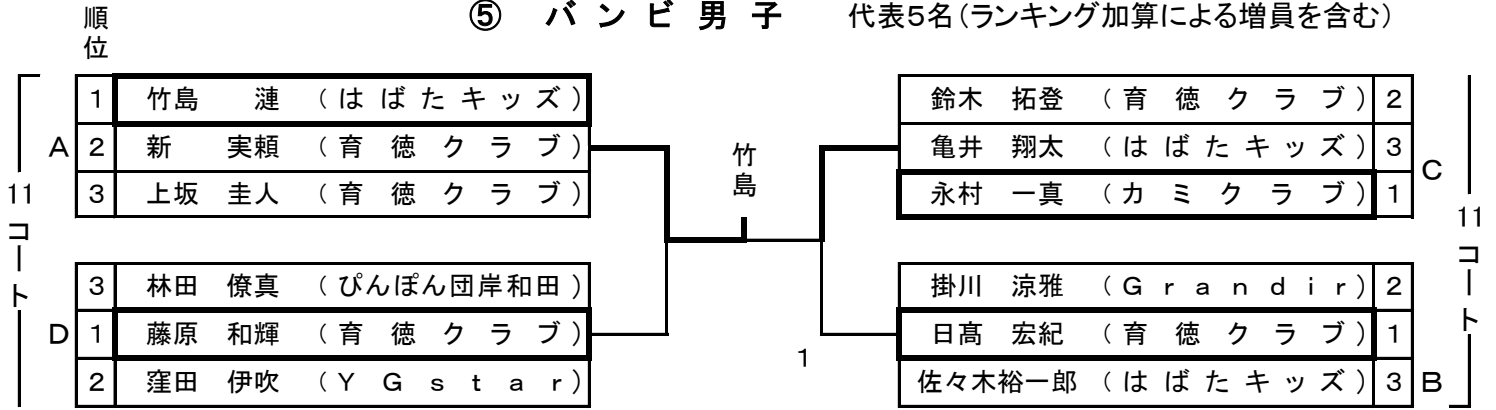 ⑤ バンビ男子 代表5名(ランキング加算による増員を含む)
順位
11コート
A
1 竹島 漣 (はばたキッズ)
2 新 実頼 (育徳クラブ)
3 上坂 圭人 (育徳クラブ)
D
3 林田 僚真 (ぴんぽん団岸和田)
1 藤原 和輝 (育徳クラブ)
2 窪田 伊吹 (YGstar)
竹島
1
鈴木 拓登 (育徳クラブ) 2
亀井 翔太 (はばたキッズ) 3
永村 一真 (カミクラブ) 1
C
掛川 涼雅 (Grandir) 2
日髙 宏紀 (育徳クラブ) 1
佐々木裕一郎 (はばたキッズ) 3
B
11コート